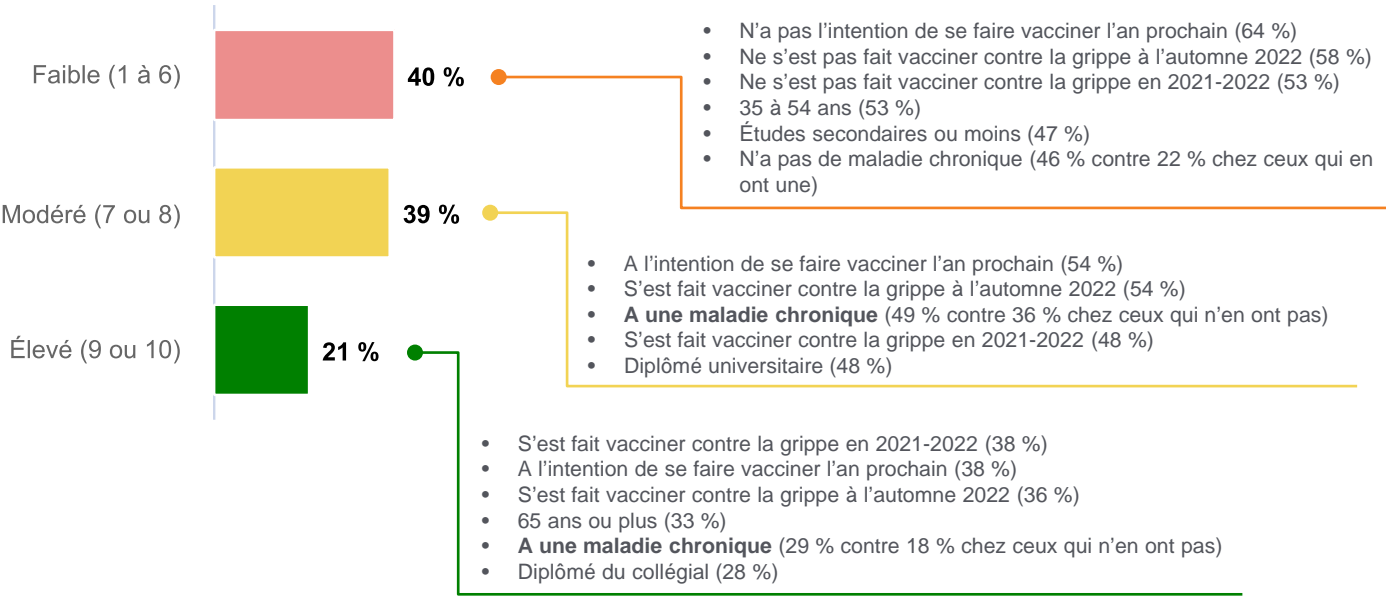 Faible (1 à 6)
40 %
• N'a pas l'intention de se faire vacciner l'an prochain (64 %)
• Ne s'est pas fait vacciner contre la grippe à l'automne 2022 (58 %)
• Ne s'est pas fait vacciner contre la grippe en 2021-2022 (53 %)
• 35 à 54 ans (53 %)
• Études secondaires ou moins (47 %)
• N'a pas de maladie chronique (46 % contre 22 % chez ceux qui en
ont une)
Modéré (7 ou 8)
39 %
• A l'intention de se faire vacciner l'an prochain (54 %)
• S'est fait vacciner contre la grippe à l'automne 2022 (54 %)
• A une maladie chronique (49 % contre 36 % chez ceux qui n'en ont pas)
• S'est fait vacciner contre la grippe en 2021-2022 (48 %)
• Diplômé universitaire (48 %)
Élevé (9 ou 10)
21 %
• S'est fait vacciner contre la grippe en 2021-2022 (38 %)
• A l'intention de se faire vacciner l'an prochain (38 %)
• S'est fait vacciner contre la grippe à l'automne 2022 (36 %)
• 65 ans ou plus (33 %)
• A une maladie chronique (29 % contre 18 % chez ceux qui n'en ont pas)
• Diplômé du collégial (28 %)